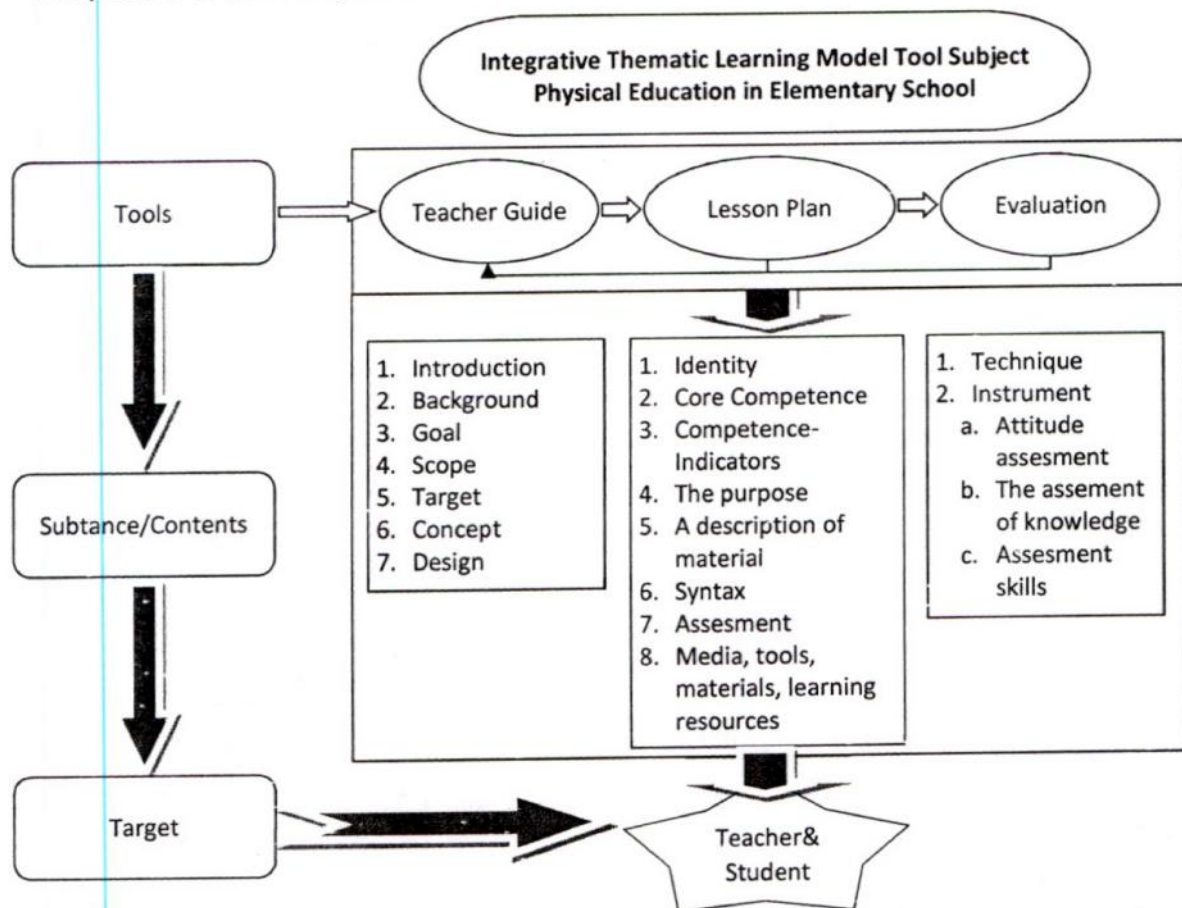 Integrative Thematic Learning Model Tool Subject
Physical Education in Elementary School
Tools
Teacher Guide
Lesson Plan
Evaluation
1. Introduction
2. Background
3. Goal
4. Scope
5. Target
6. Concept
7. Design
1. Identity
2. Core Competence
3. Competence-
Indicators
4. The purpose
5. A description of
material
6. Syntax
7. Assesment
8. Media, tools,
materials, learning
resources
1. Technique
2. Instrument
a. Attitude
assesment
b. The assement
of knowledge
c. Assesment
skills
Subtance/Contents
Target
Teacher&
Student